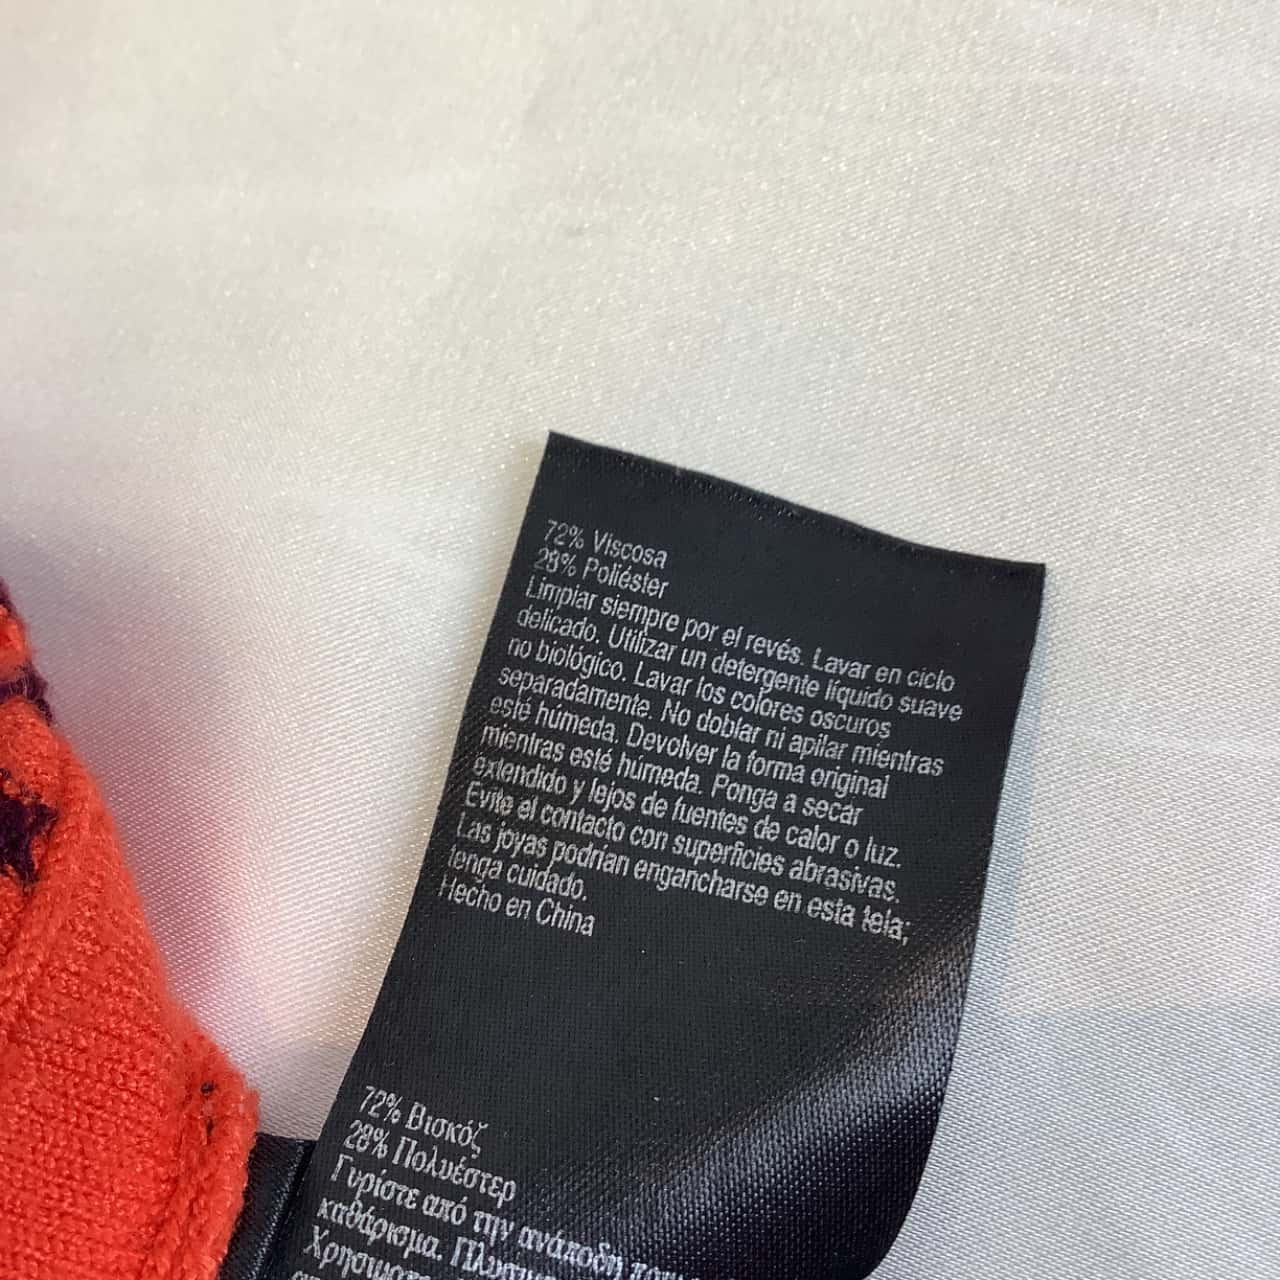 72% Viscosa
28% Poliéster
Limpiar siempre por el revés. Lavar en ciclo
delicado. Utilizar un detergente líquido suave
no biológico. Lavar los colores oscuros
separadamente. No doblar ni apilar mientras
esté húmeda. Devolver la forma original
mientras esté húmeda. Ponga a secar
extendido y lejos de fuentes de calor o luz.
Evite el contacto con superficies abrasivas.
Las joyas podrían engancharse en esta tela;
tenga cuidado.
Hecho en China
72% Βισκόζ
28% Πολυέστερ
Γυρίστε από την ανάποδη
καθάρισμα.